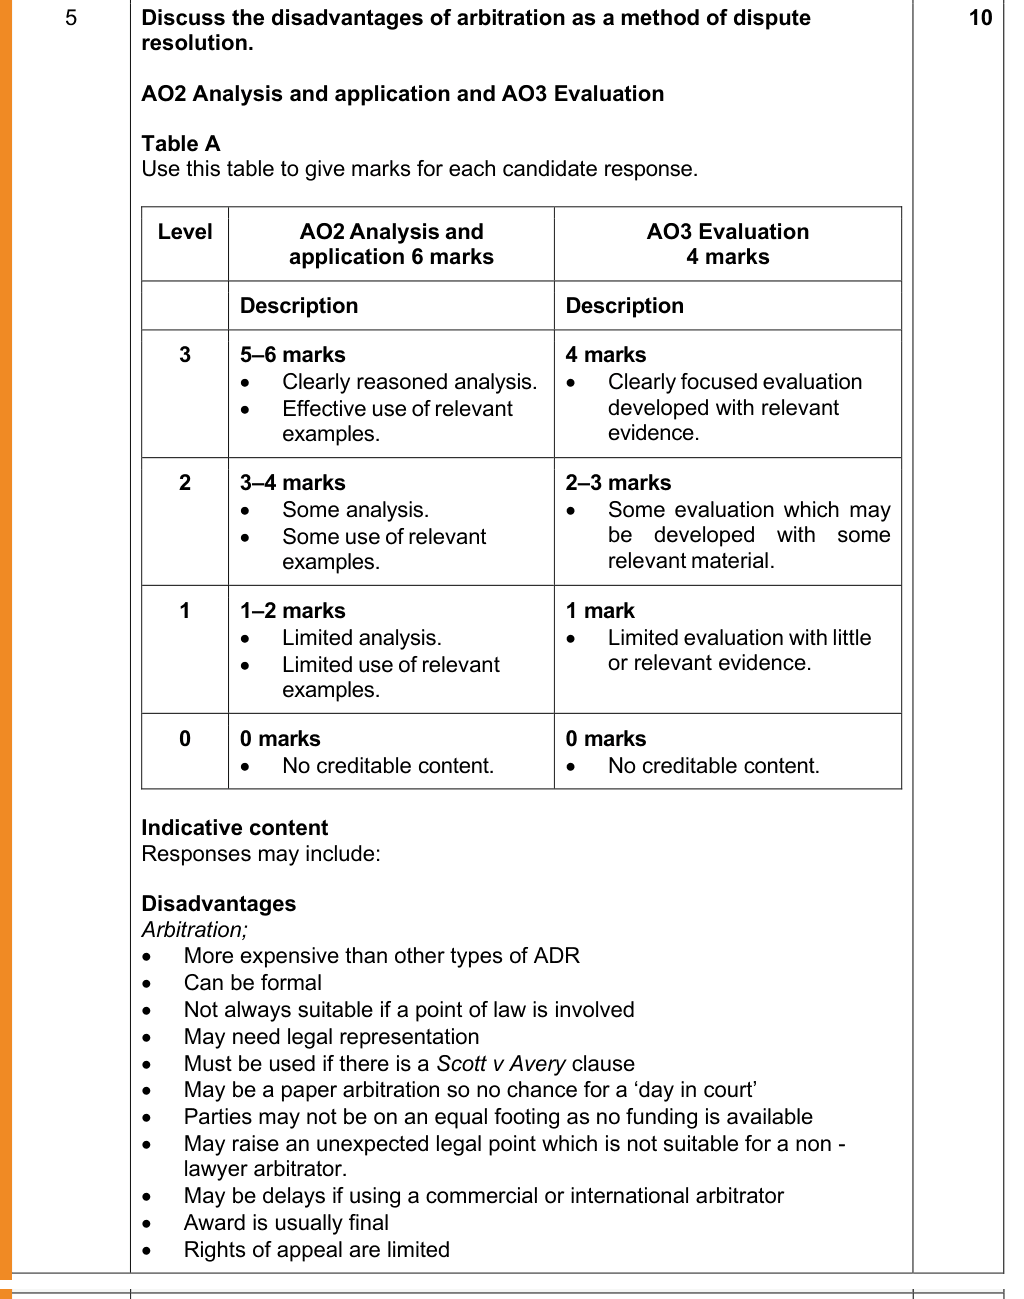 5
Discuss the disadvantages of arbitration as a method of dispute
resolution.
10
AO2 Analysis and application and AO3 Evaluation
Table A
Use this table to give marks for each candidate response.
Level
AO2 Analysis and
application 6 marks
AO3 Evaluation
4 marks
Description
Description
3
5–6 marks
• Clearly reasoned analysis.
• Effective use of relevant
examples.
4 marks
• Clearly focused evaluation
developed with relevant
evidence.
2
3–4 marks
• Some analysis.
• Some use of relevant
examples.
2–3 marks
• Some evaluation which may
be developed with some
relevant material.
1
1–2 marks
• Limited analysis.
• Limited use of relevant
examples.
1 mark
• Limited evaluation with little
or relevant evidence.
0
0 marks
• No creditable content.
0 marks
• No creditable content.
Indicative content
Responses may include:
Disadvantages
Arbitration;
• More expensive than other types of ADR
• Can be formal
• Not always suitable if a point of law is involved
• May need legal representation
• Must be used if there is a Scott v Avery clause
• May be a paper arbitration so no chance for a ‘day in court’
• Parties may not be on an equal footing as no funding is available
• May raise an unexpected legal point which is not suitable for a non -
lawyer arbitrator.
• May be delays if using a commercial or international arbitrator
• Award is usually final
• Rights of appeal are limited